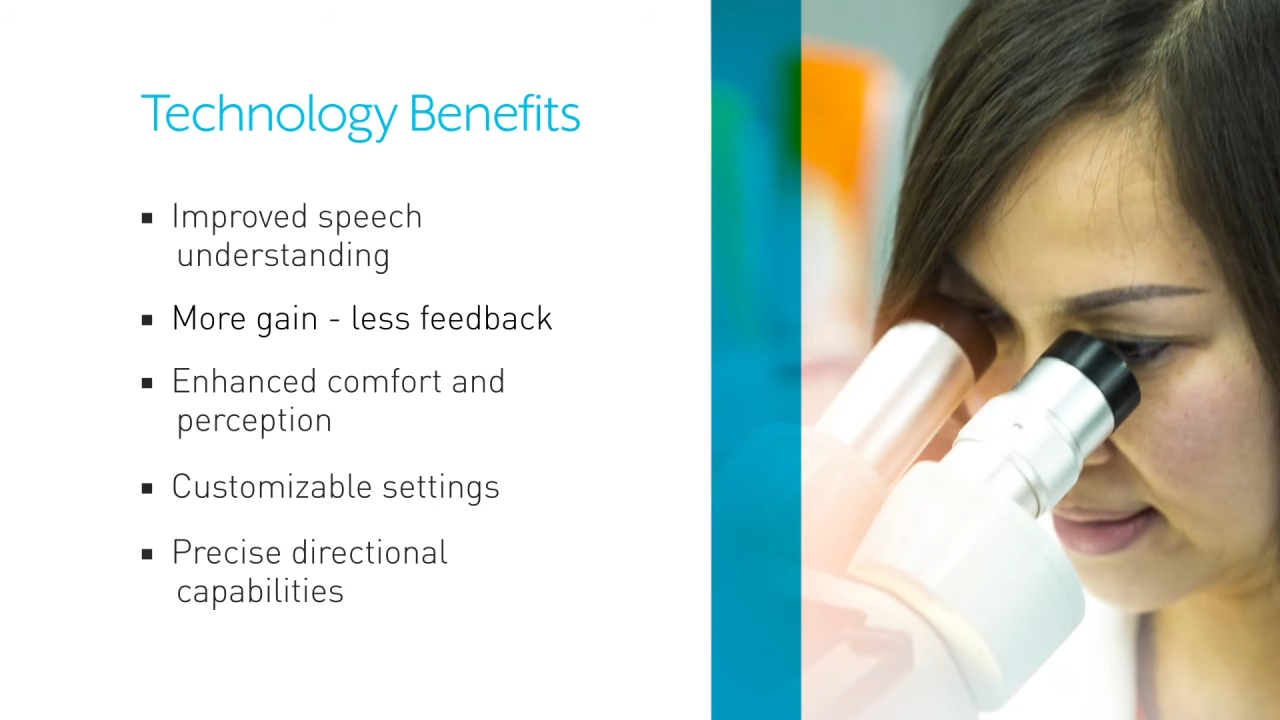 Technology Benefits
▪ Improved speech
understanding
▪ More gain - less feedback
▪ Enhanced comfort and
perception
▪ Customizable settings
▪ Precise directional
capabilities